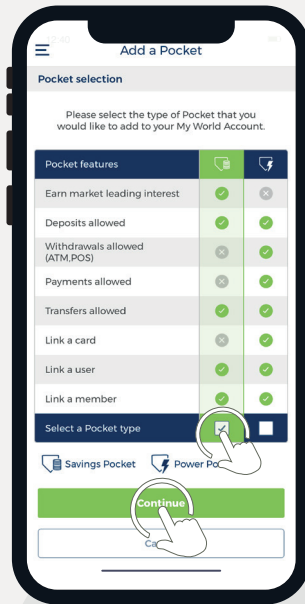 Add a Pocket
Pocket selection
Please select the type of Pocket that you
would like to add to your My World Account.
Pocket features
Earn market leading interest
Deposits allowed
Withdrawals allowed
(ATM,POS)
Payments allowed
Transfers allowed
Link a card
Link a user
Link a member
Select a Pocket type
Savings Pocket Power
Continue